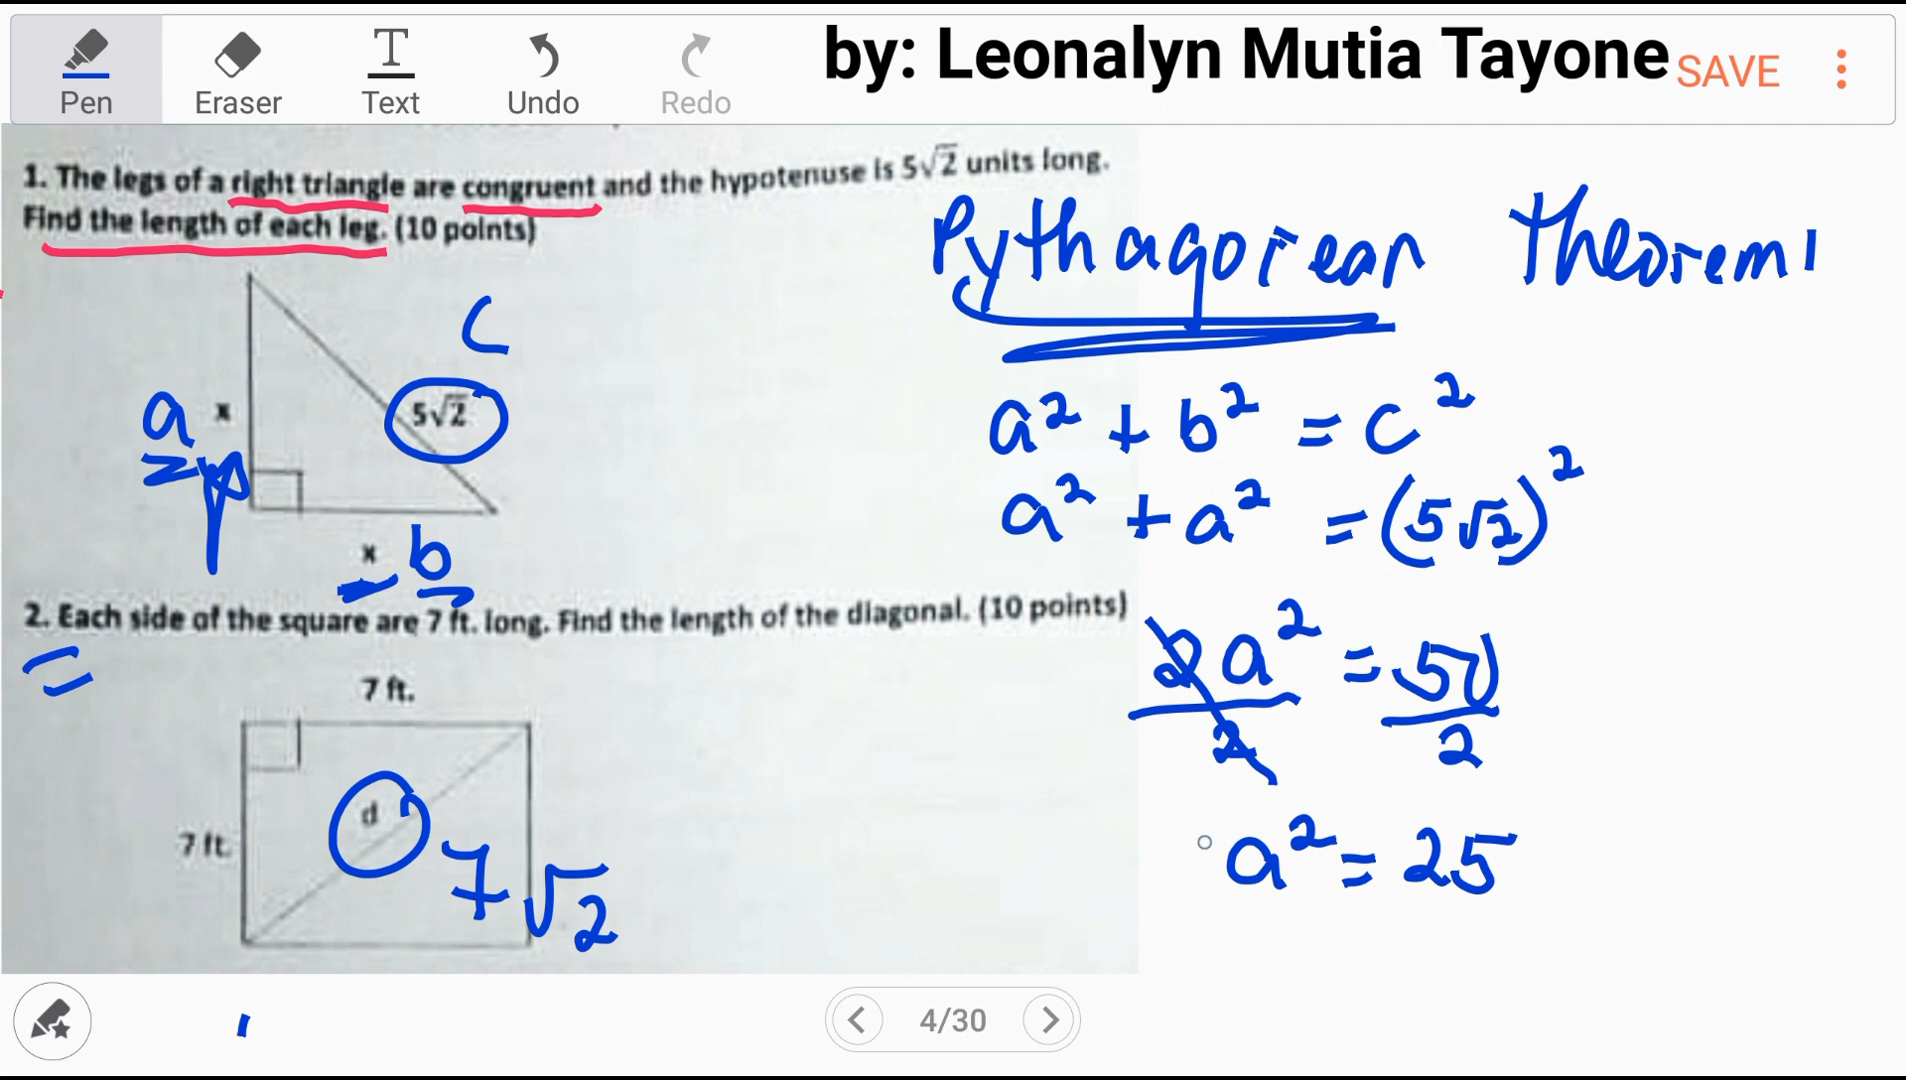 by: Leonalyn Mutia Tayone
Pen Eraser Text Undo Redo SAVE
1. The legs of a right triangle are congruent and the hypotenuse is 5√2 units long.
Find the length of each leg. (10 points)
Pythagorean Theorem
c
a x 5√2
x b
a² + b² = c²
a² + a² = (5√2)²
2. Each side of the square are 7 ft. long. Find the length of the diagonal. (10 points)
2a²/2 = 50/2
7 ft.
7 ft. d 7√2
a² = 25
4/30